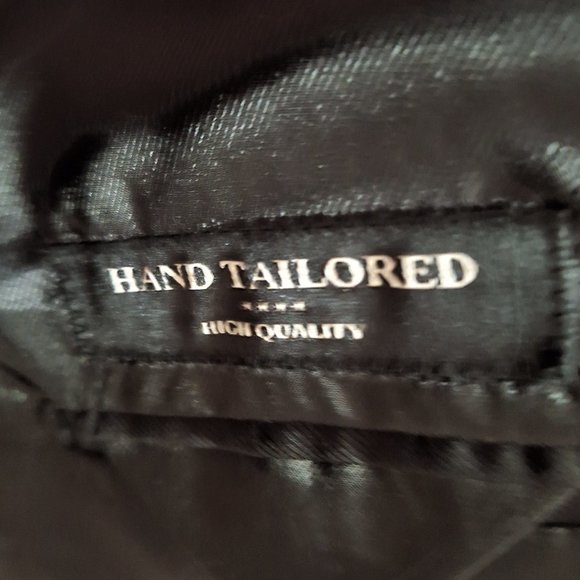 HAND TAILORED
****
HIGH QUALITY